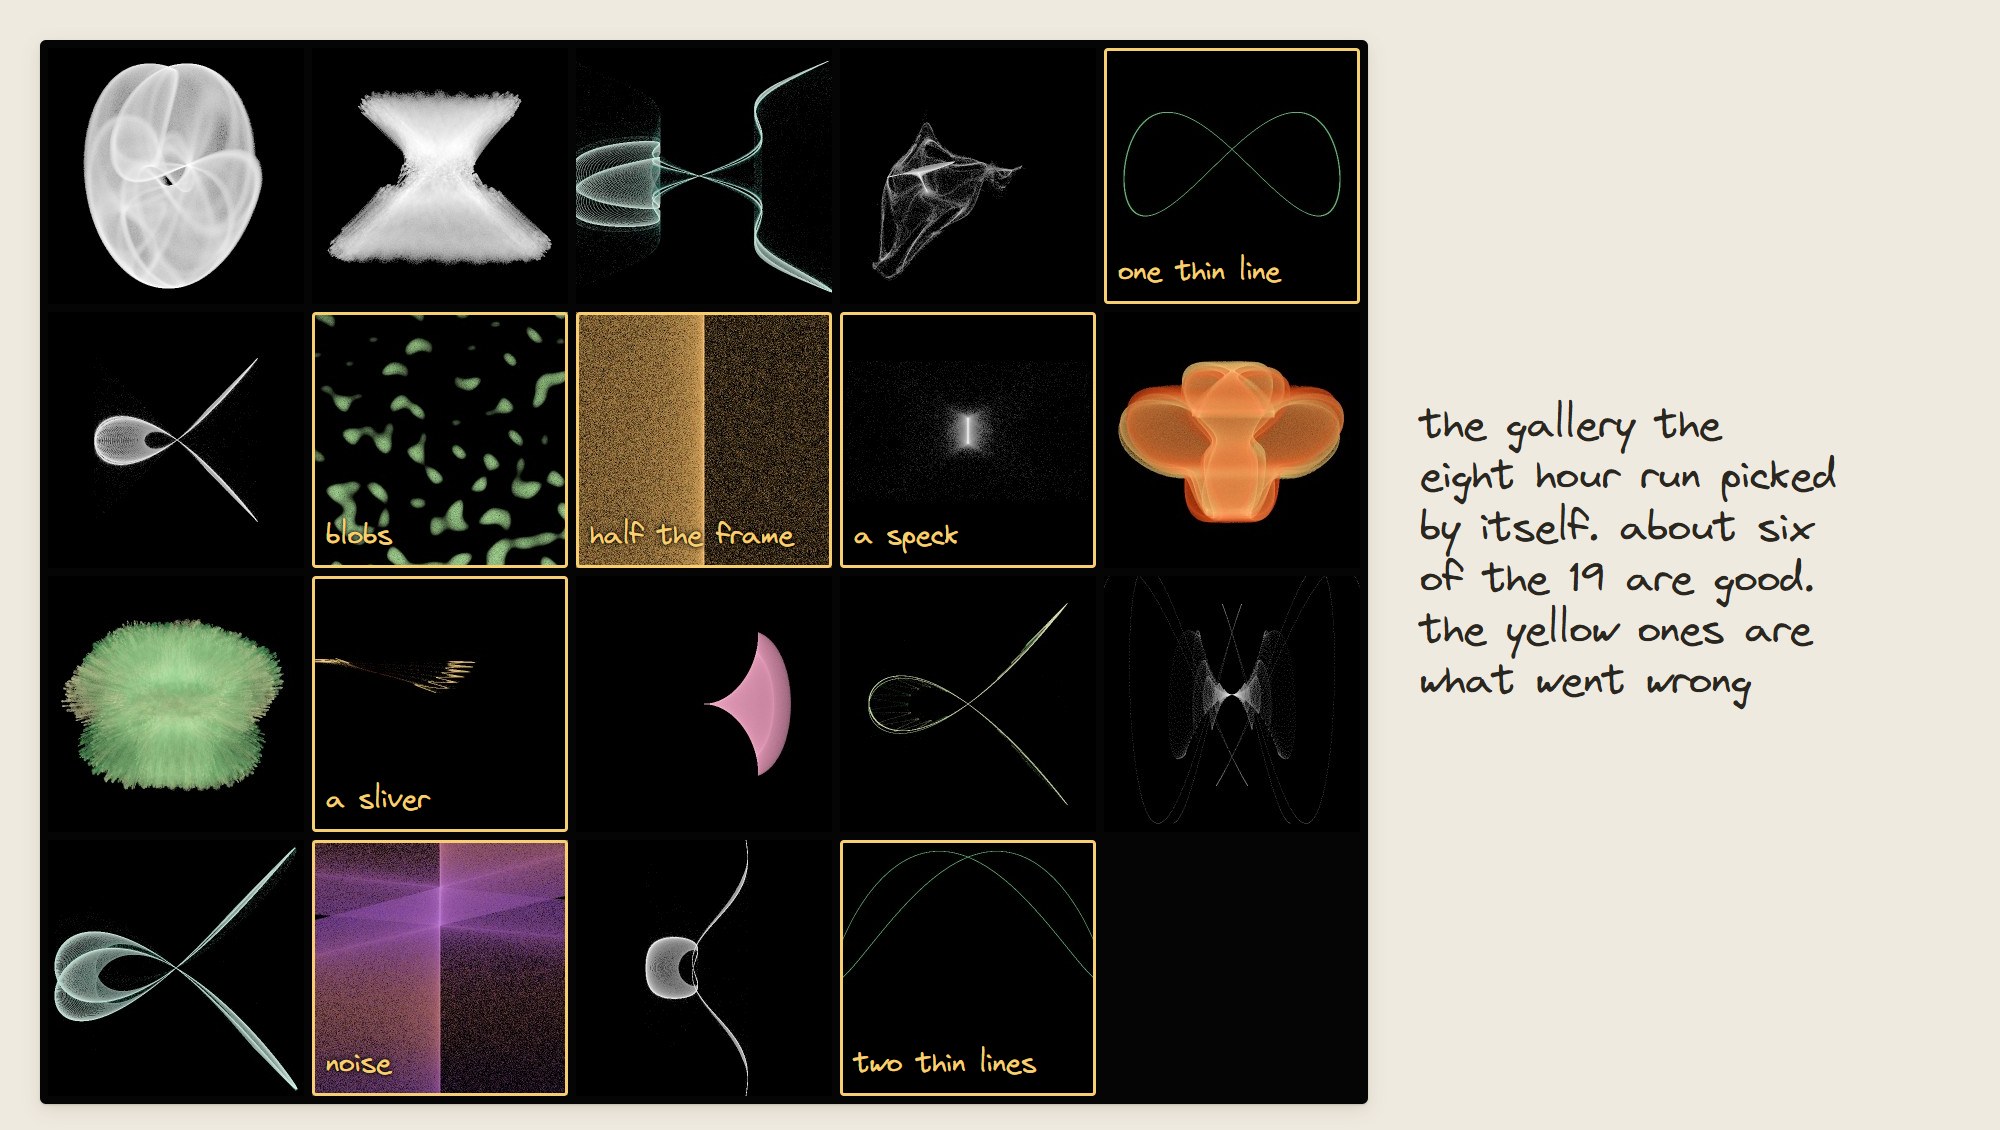 one thin line
blobs
half the frame
a speck
a sliver
noise
two thin lines
the gallery the
eight hour run picked
by itself. about six
of the 19 are good.
the yellow ones are
what went wrong